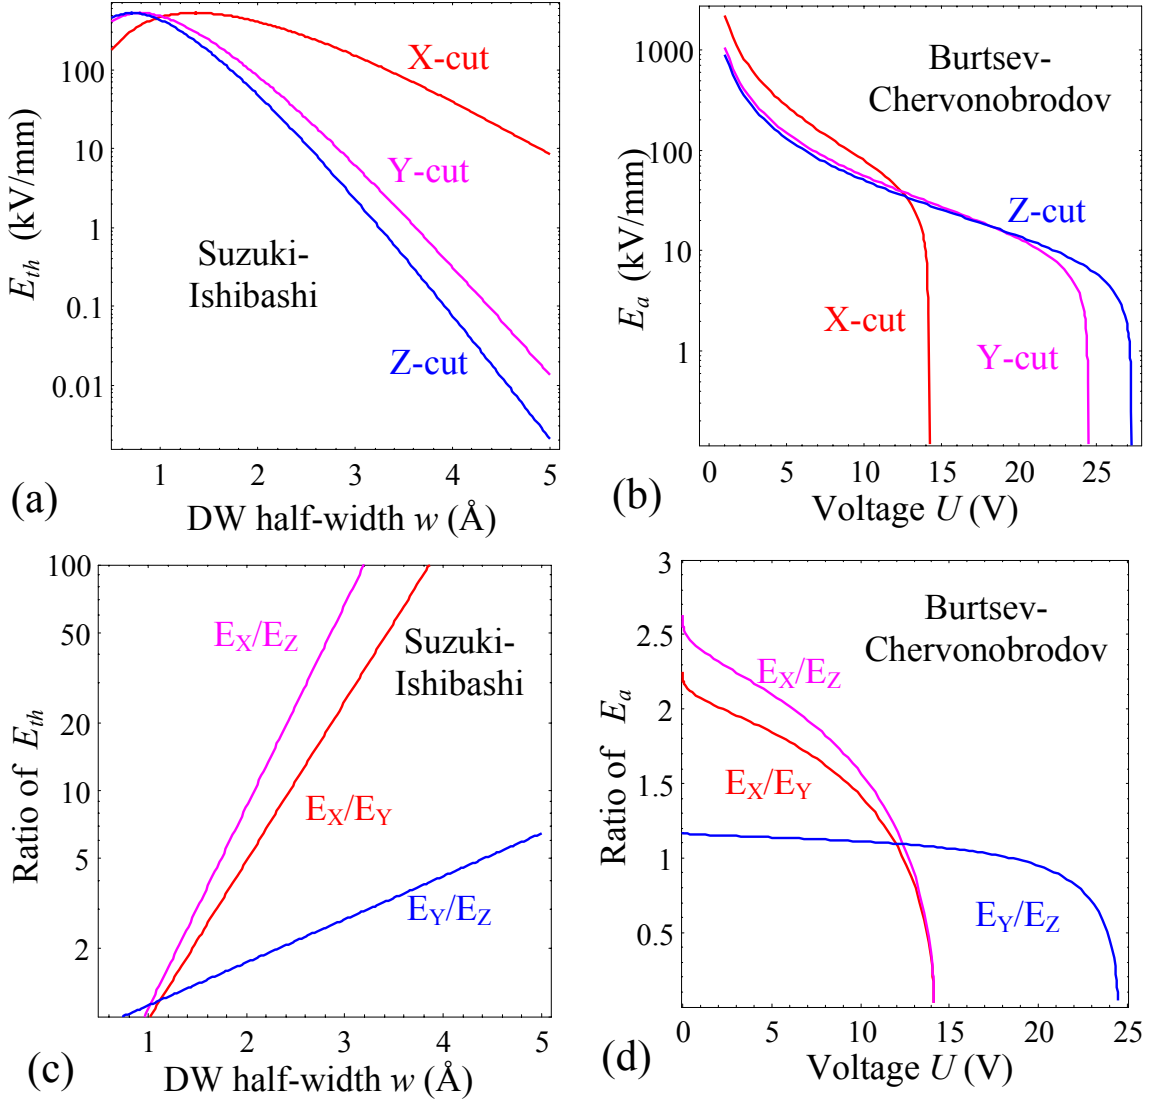 E_th (kV/mm)
100
10
1
0.1
0.01
X-cut
Y-cut
Suzuki-
Ishibashi
Z-cut
1 2 3 4 5
(a)
DW half-width w (Å)
E_a (kV/mm)
1000
100
10
1
Burtsev-
Chervonobrodov
Z-cut
X-cut
Y-cut
0 5 10 15 20 25
(b)
Voltage U (V)
Ratio of E_th
100
50
20
10
5
2
E_X/E_Z
Suzuki-
Ishibashi
E_X/E_Y
E_Y/E_Z
1 2 3 4 5
(c)
DW half-width w (Å)
Ratio of E_a
3
2.5
2
1.5
1
0.5
Burtsev-
Chervonobrodov
E_X/E_Z
E_X/E_Y
E_Y/E_Z
0 5 10 15 20 25
(d)
Voltage U (V)